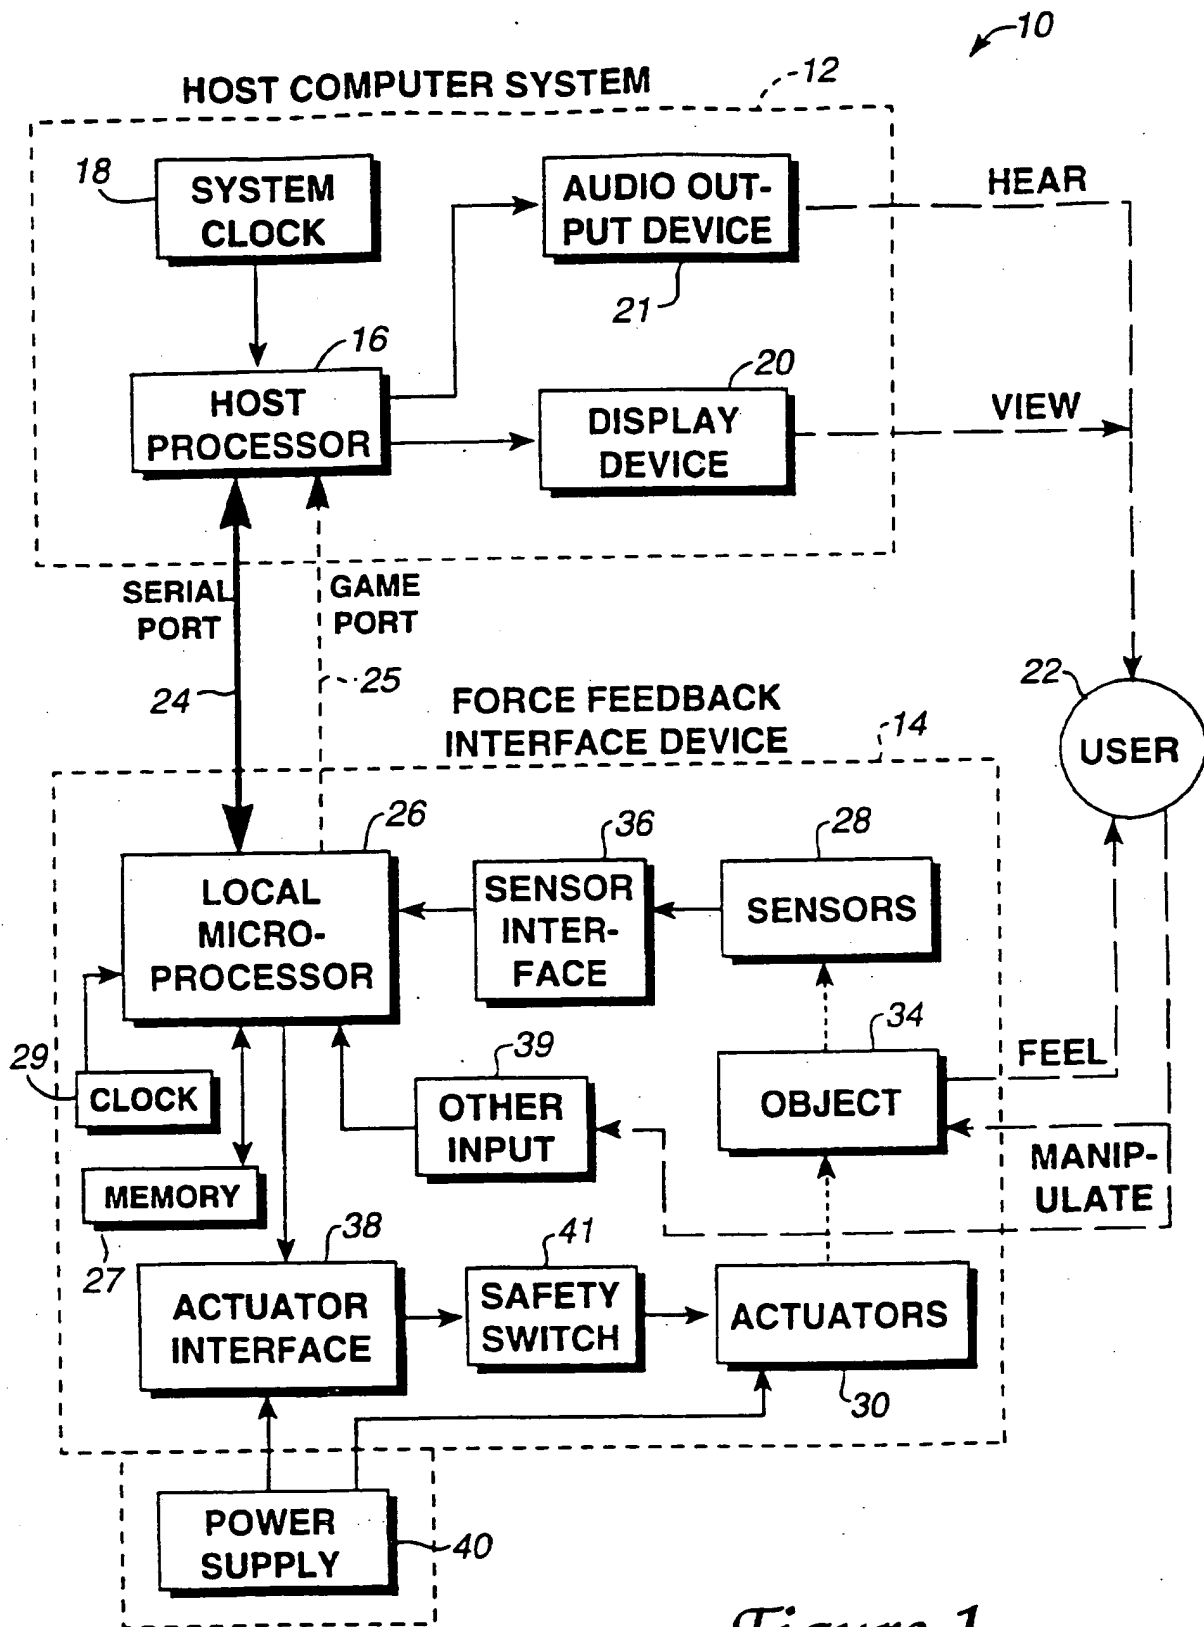 10
HOST COMPUTER SYSTEM
12
18
SYSTEM
CLOCK
AUDIO OUT-
PUT DEVICE
21
HEAR
16
HOST
PROCESSOR
20
DISPLAY
DEVICE
VIEW
SERIAL
PORT
GAME
PORT
24
25
FORCE FEEDBACK
INTERFACE DEVICE
14
22
USER
26
LOCAL
MICRO-
PROCESSOR
36
SENSOR
INTER-
FACE
28
SENSORS
29
CLOCK
39
OTHER
INPUT
34
OBJECT
FEEL
MANIP-
ULATE
MEMORY
27
38
ACTUATOR
INTERFACE
41
SAFETY
SWITCH
ACTUATORS
30
POWER
SUPPLY
40
Figure 1